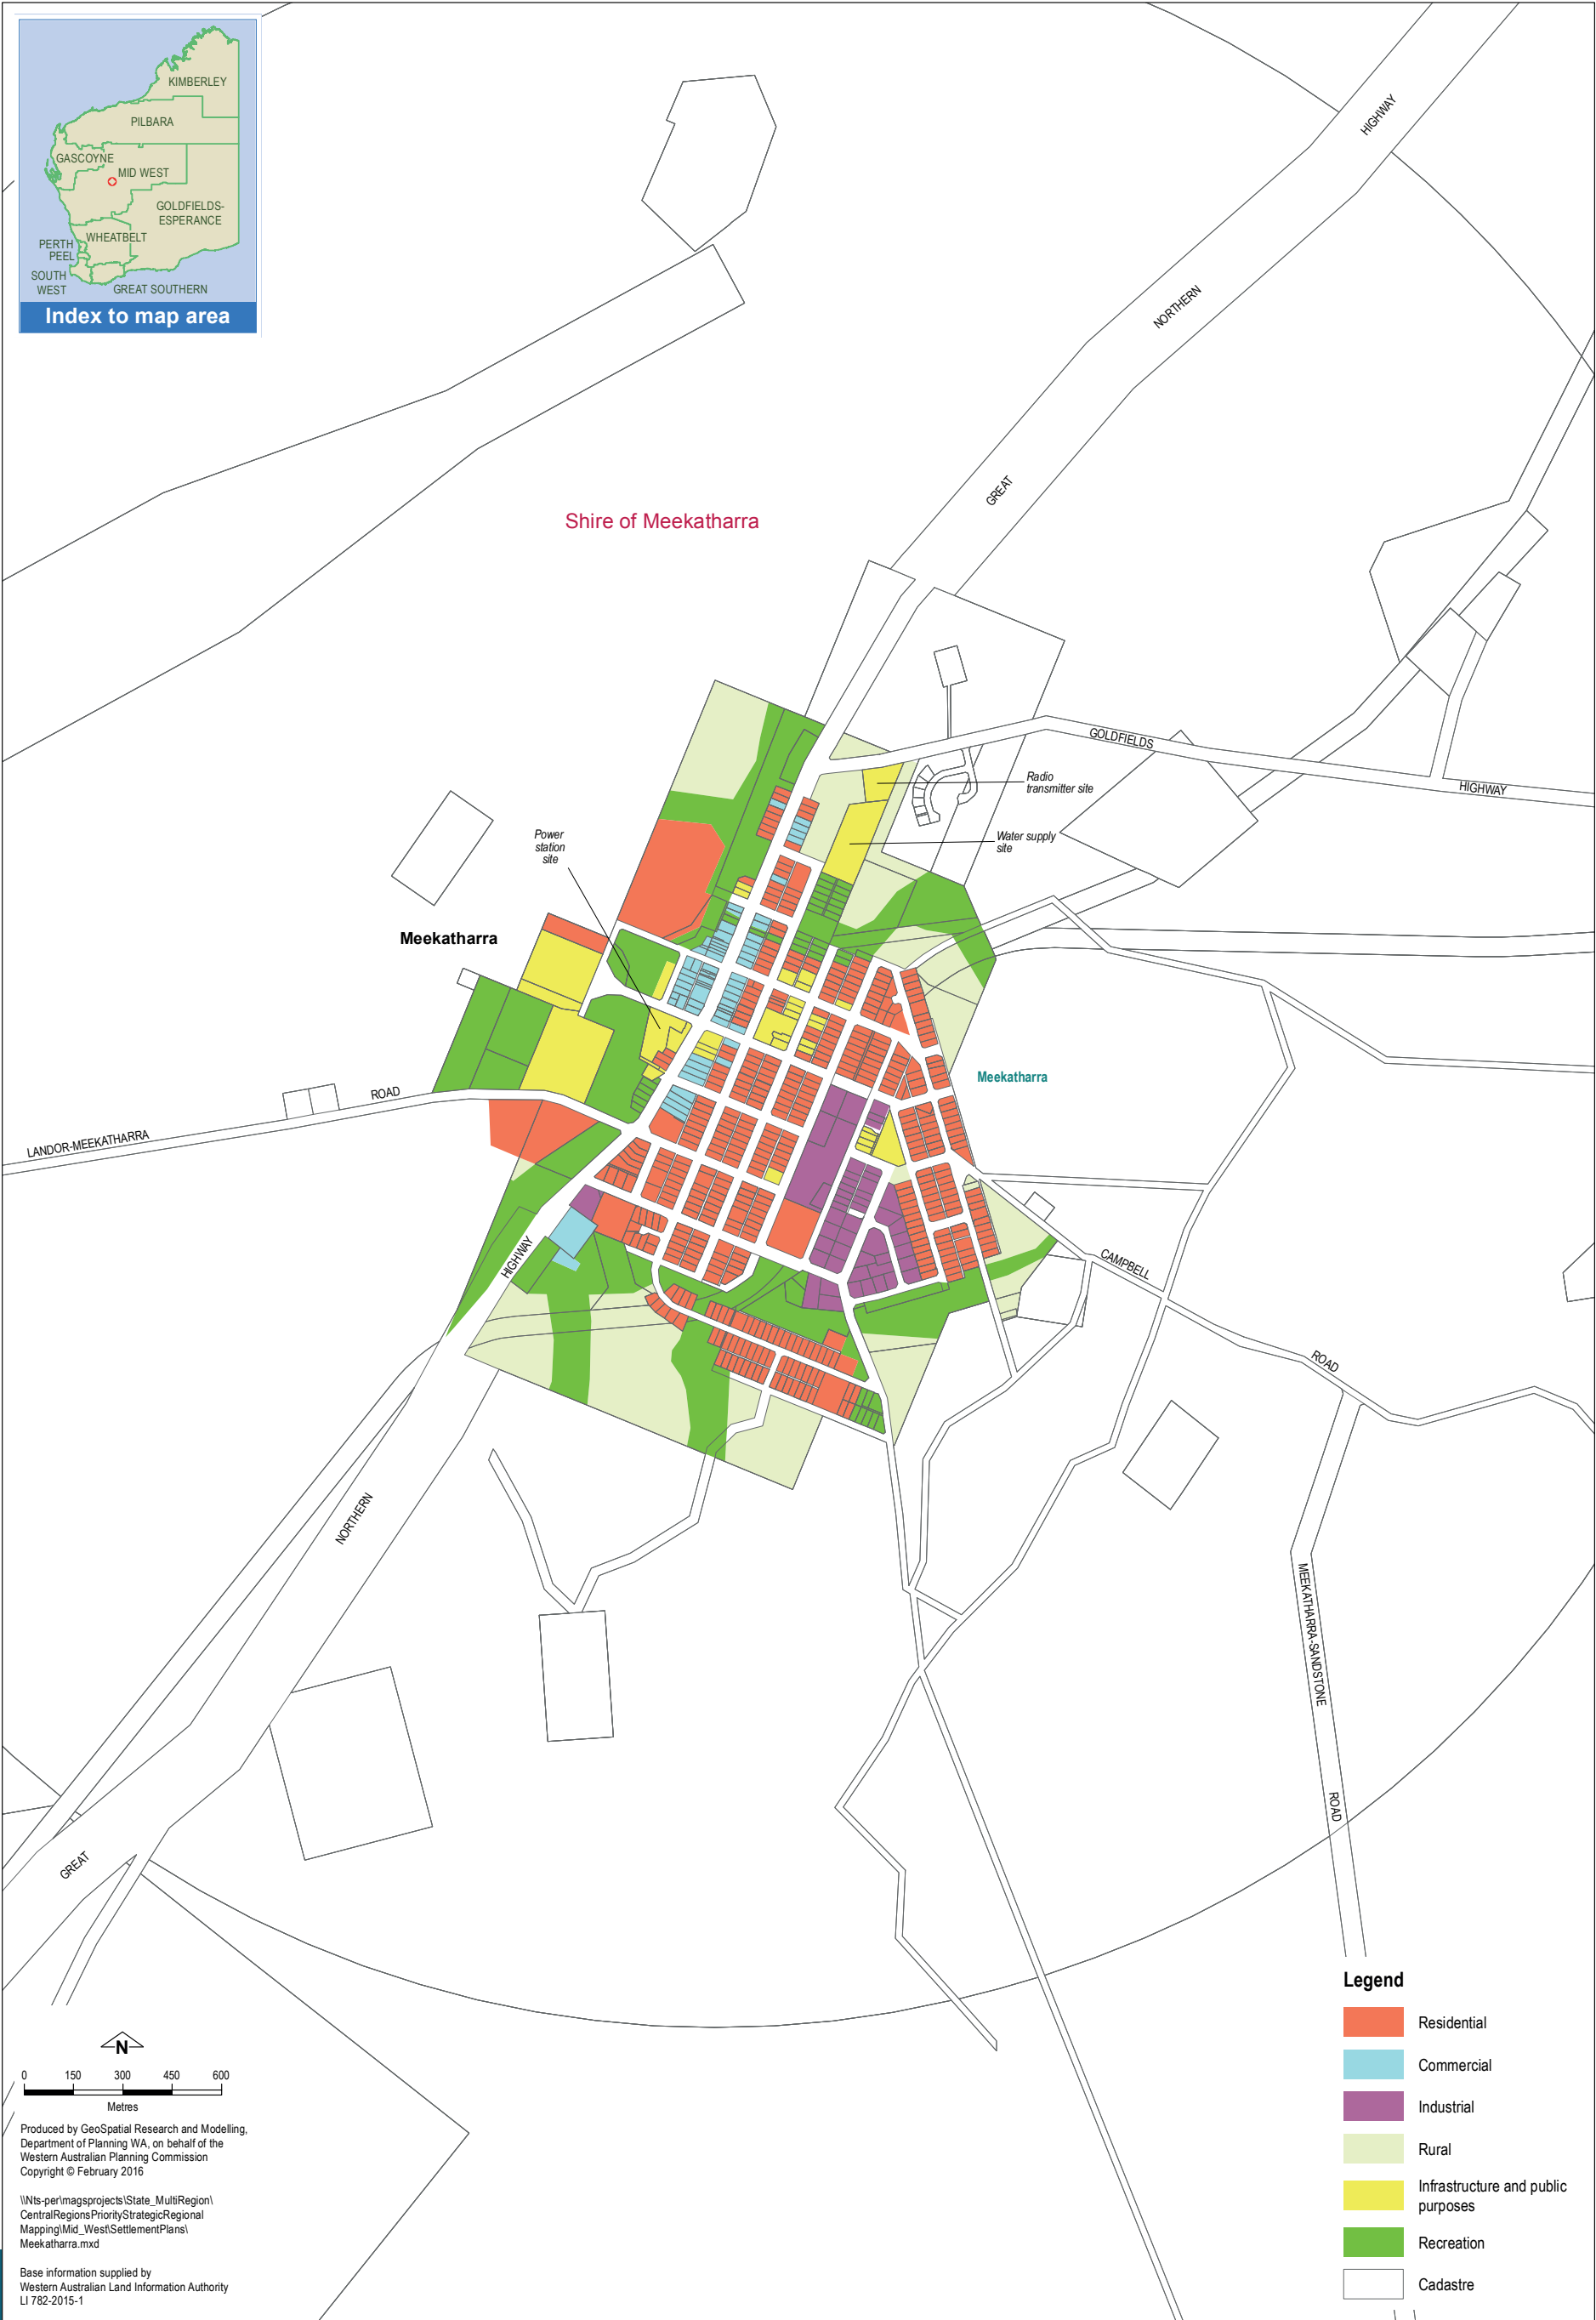 KIMBERLEY
PILBARA
GASCOYNE
MID WEST
GOLDFIELDS-
ESPERANCE
WHEATBELT
PERTH
PEEL
SOUTH
WEST
GREAT SOUTHERN
Index to map area
HIGHWAY
NORTHERN
GREAT
Shire of Meekatharra
GOLDFIELDS
HIGHWAY
Radio
transmitter site
Water supply
site
Power
station
site
Meekatharra
Meekatharra
ROAD
LANDOR-MEEKATHARRA
HIGHWAY
CAMPBELL
ROAD
NORTHERN
MEEKATHARRA-SANDSTONE
ROAD
GREAT
N
0 150 300 450 600
Metres
Produced by GeoSpatial Research and Modelling,
Department of Planning WA, on behalf of the
Western Australian Planning Commission
Copyright © February 2016
\\Nts-per\magsprojects\State_MultiRegion\
CentralRegionsPriorityStrategicRegional
Mapping\Mid_West\SettlementPlans\
Meekatharra.mxd
Base information supplied by
Western Australian Land Information Authority
LI 782-2015-1
Legend
Residential
Commercial
Industrial
Rural
Infrastructure and public
purposes
Recreation
Cadastre